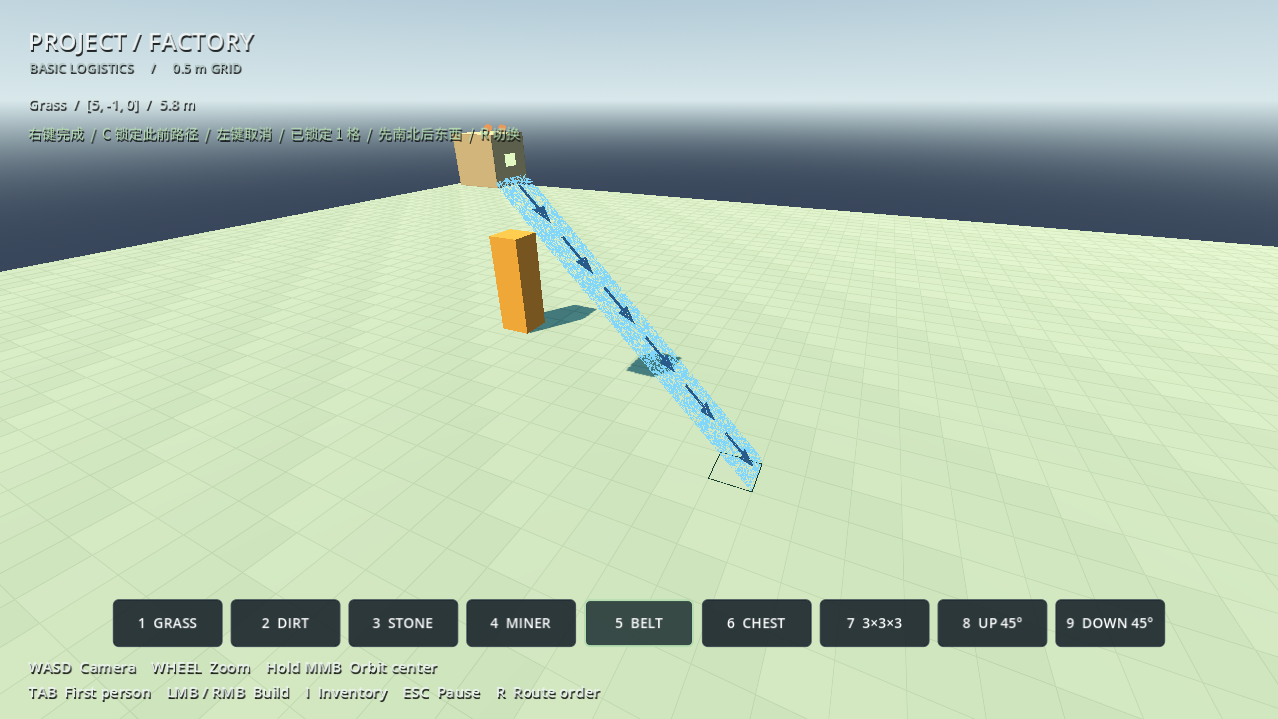 PROJECT / FACTORY
BASIC LOGISTICS / 0.5 m GRID
Grass / [5, -1, 0] / 5.8 m
右键完成 / C 锁定此前路径 / 左键取消 / 已锁定 1 格 / 先南北后东西 / R 切换
1 GRASS
2 DIRT
3 STONE
4 MINER
5 BELT
6 CHEST
7 3×3×3
8 UP 45°
9 DOWN 45°
WASD Camera WHEEL Zoom Hold MMB Orbit center
TAB First person LMB / RMB Build I Inventory ESC Pause R Route order